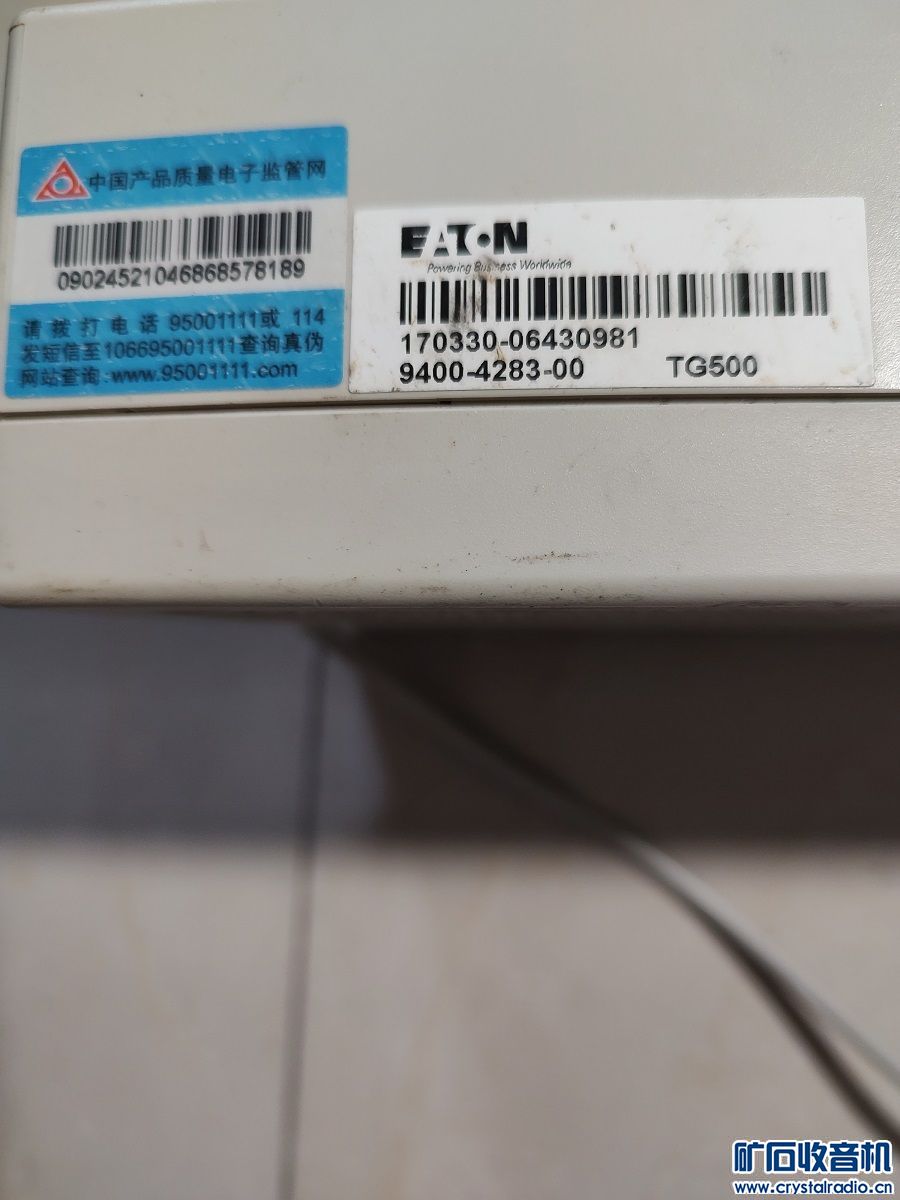 中国产品质量电子监管网
09024521046868578189
请拨打电话95001111或 114
发短信至106695001111查询真伪
网站查询:www.95001111.com
EATON
Powering Business Worldwide
170330-06430981
9400-4283-00 TG500
矿石收音机
www.crystalradio.cn